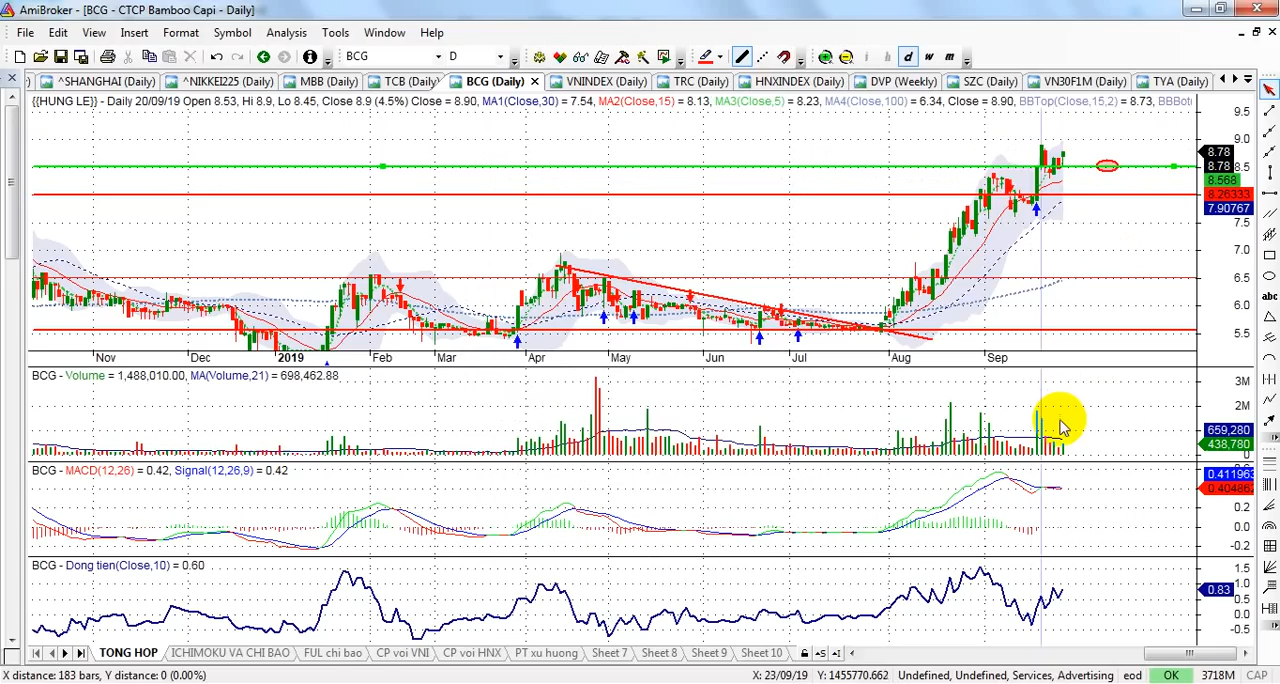 AmiBroker - [BCG - CTCP Bamboo Capi - Daily]
File Edit View Insert Format Symbol Analysis Tools Window Help
BCG D i h d w m
^SHANGHAI (Daily) ^NIKKEI225 (Daily) MBB (Daily) TCB (Daily) BCG (Daily) VNINDEX (Daily) TRC (Daily) HNXINDEX (Daily) DVP (Weekly) SZC (Daily) VN30F1M (Daily) TYA (Daily)
{{HUNG LE}} - Daily 20/09/19 Open 8.53, Hi 8.9, Lo 8.45, Close 8.9 (4.5%) Close = 8.90, MA1(Close,30) = 7.54, MA2(Close,15) = 8.13, MA3(Close,5) = 8.23, MA4(Close,100) = 6.34, Close = 8.90, BBTop(Close,15,2) = 8.73, BBBot
9.5
9.0
8.78
8.78
8.5
8.568
8.26333
7.90767
7.5
7.0
6.5
6.0
5.5
Nov Dec 2019 Feb Mar Apr May Jun Jul Aug Sep
BCG - Volume = 1,488,010.00, MA(Volume,21) = 698,462.88
3M
2M
659,280
438,780
BCG - MACD(12,26) = 0.42, Signal(12,26,9) = 0.42
0.411963
0.404862
0.2
0.0
-0.2
BCG - Dong tien(Close,10) = 0.60
1.5
1.0
0.83
0.5
0.0
-0.5
TONG HOP ICHIMOKU VA CHI BAO FUL chi bao CP voi VNI CP voi HNX PT xu huong Sheet 7 Sheet 8 Sheet 9 Sheet 10
X distance: 183 bars, Y distance: 0 (0.00%) X: 23/09/19 Y: 1455770.662 Undefined, Undefined, Services, Advertising eod OK 3718M CAP
abc